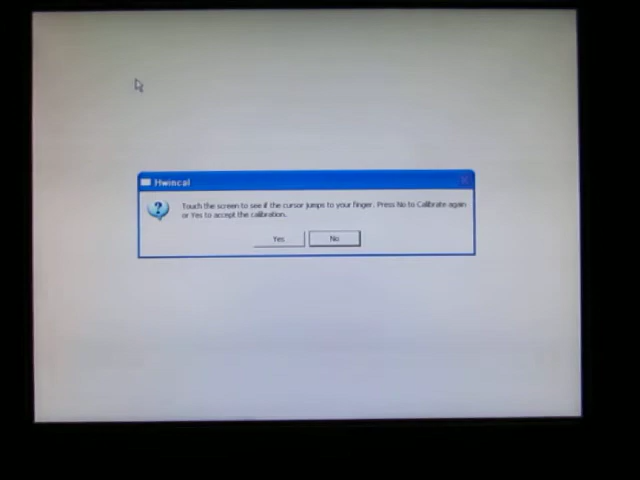 Hwincal
Touch the screen to see if the cursor jumps to your finger. Press No to Calibrate again
or Yes to accept the calibration.
Yes
No